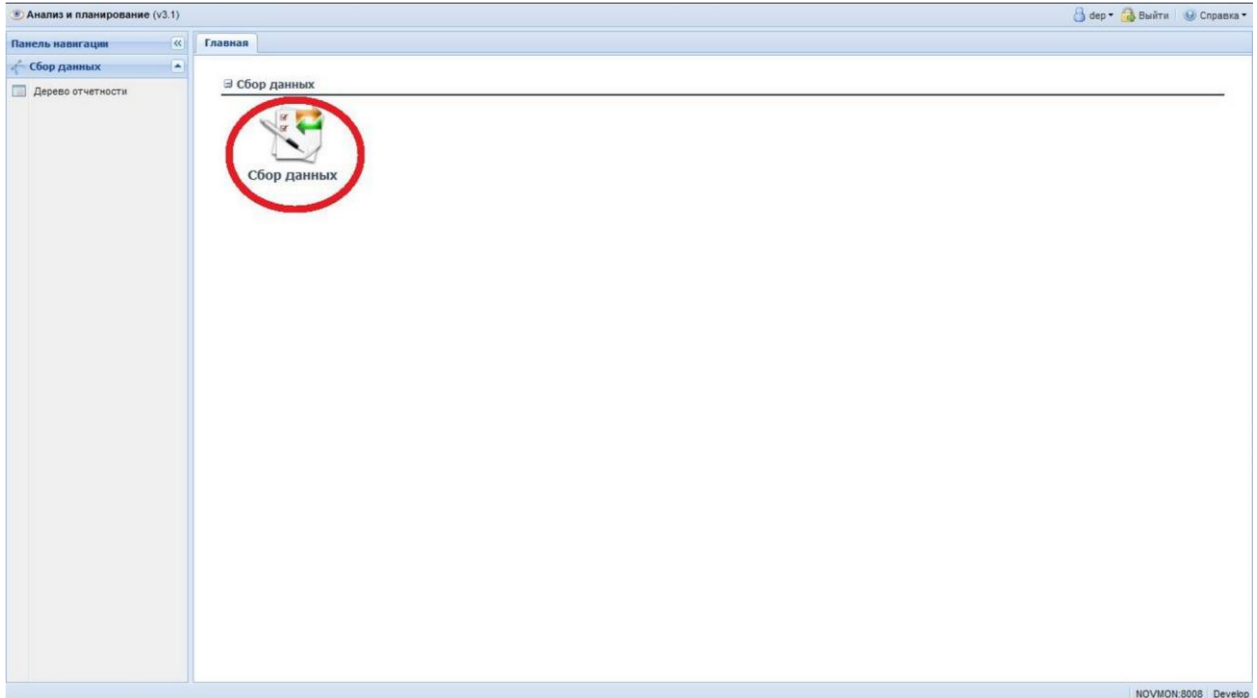 Анализ и планирование (v3.1)
dep
Выйти
Справка
Панель навигации
Главная
Сбор данных
Дерево отчетности
Сбор данных
Сбор данных
NOVMON:8008 Develop